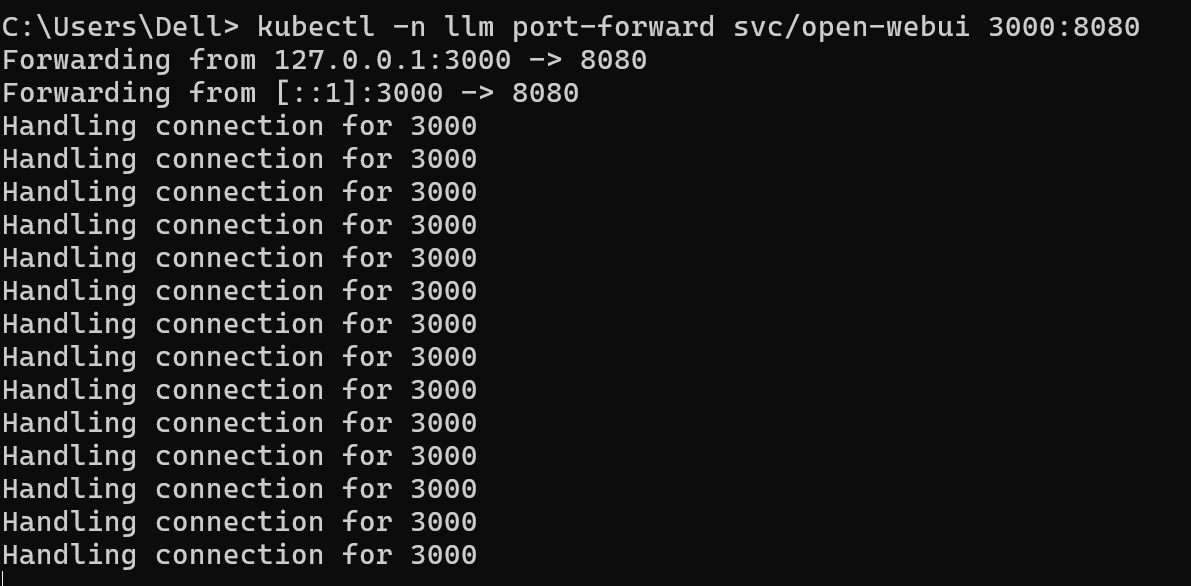 C:\Users\Dell> kubectl -n llm port-forward svc/open-webui 3000:8080
Forwarding from 127.0.0.1:3000 -> 8080
Forwarding from [::1]:3000 -> 8080
Handling connection for 3000
Handling connection for 3000
Handling connection for 3000
Handling connection for 3000
Handling connection for 3000
Handling connection for 3000
Handling connection for 3000
Handling connection for 3000
Handling connection for 3000
Handling connection for 3000
Handling connection for 3000
Handling connection for 3000
Handling connection for 3000
Handling connection for 3000